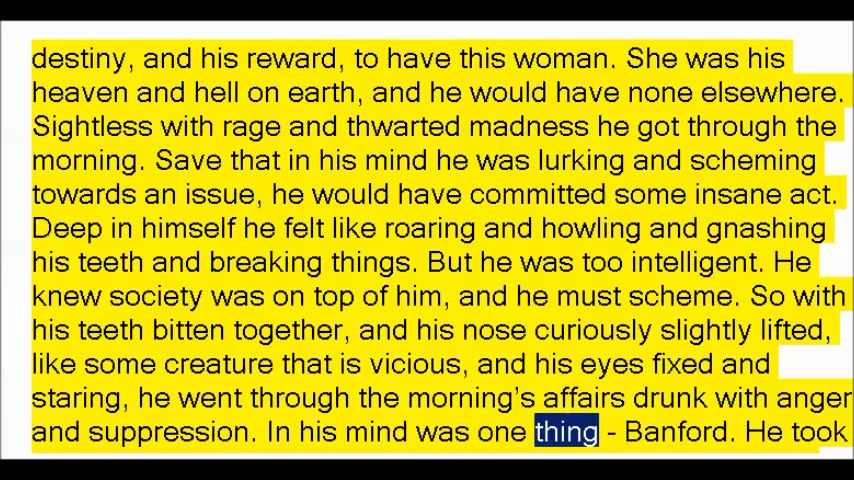 destiny, and his reward, to have this woman. She was his
heaven and hell on earth, and he would have none elsewhere.
Sightless with rage and thwarted madness he got through the
morning. Save that in his mind he was lurking and scheming
towards an issue, he would have committed some insane act.
Deep in himself he felt like roaring and howling and gnashing
his teeth and breaking things. But he was too intelligent. He
knew society was on top of him, and he must scheme. So with
his teeth bitten together, and his nose curiously slightly lifted,
like some creature that is vicious, and his eyes fixed and
staring, he went through the morning’s affairs drunk with anger
and suppression. In his mind was one thing - Banford. He took